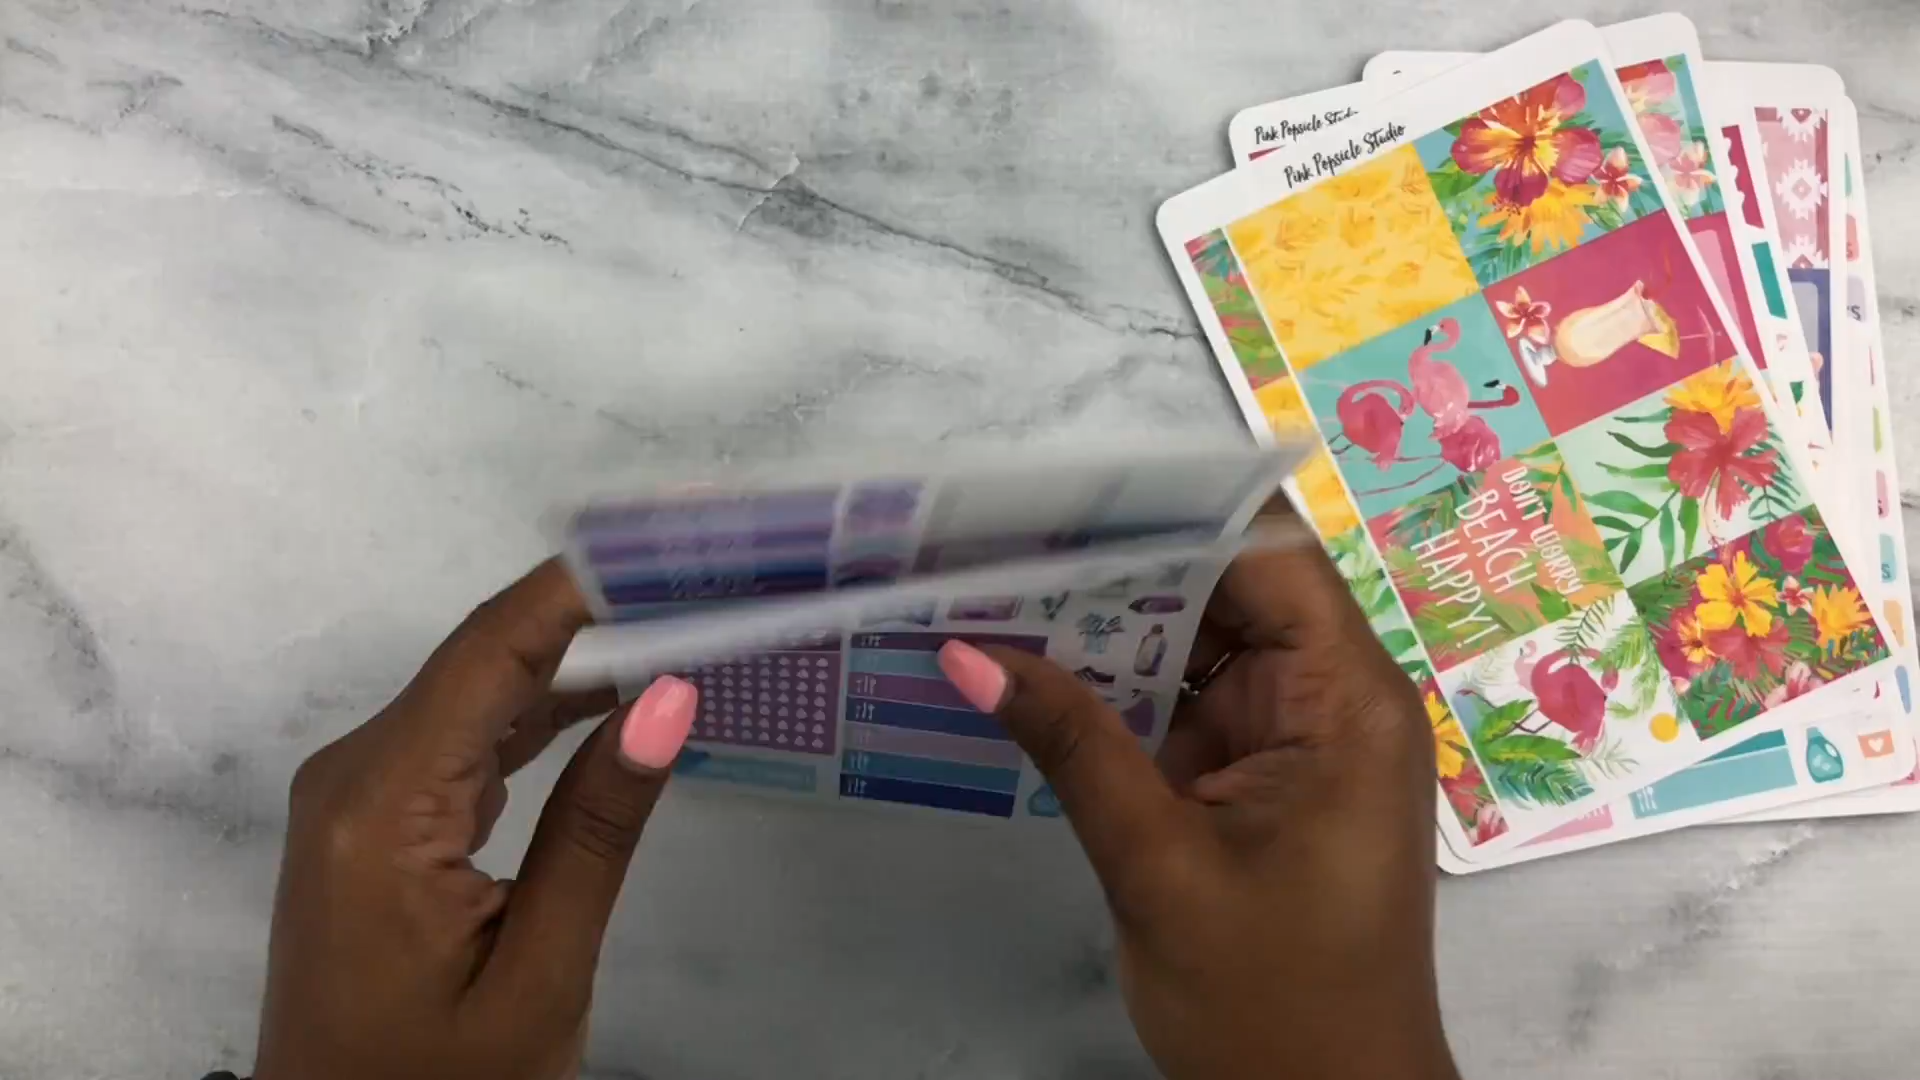 Pink Popsicle Studio
Pink Popsicle Studio
DON'T WORRY
BEACH
HAPPY!